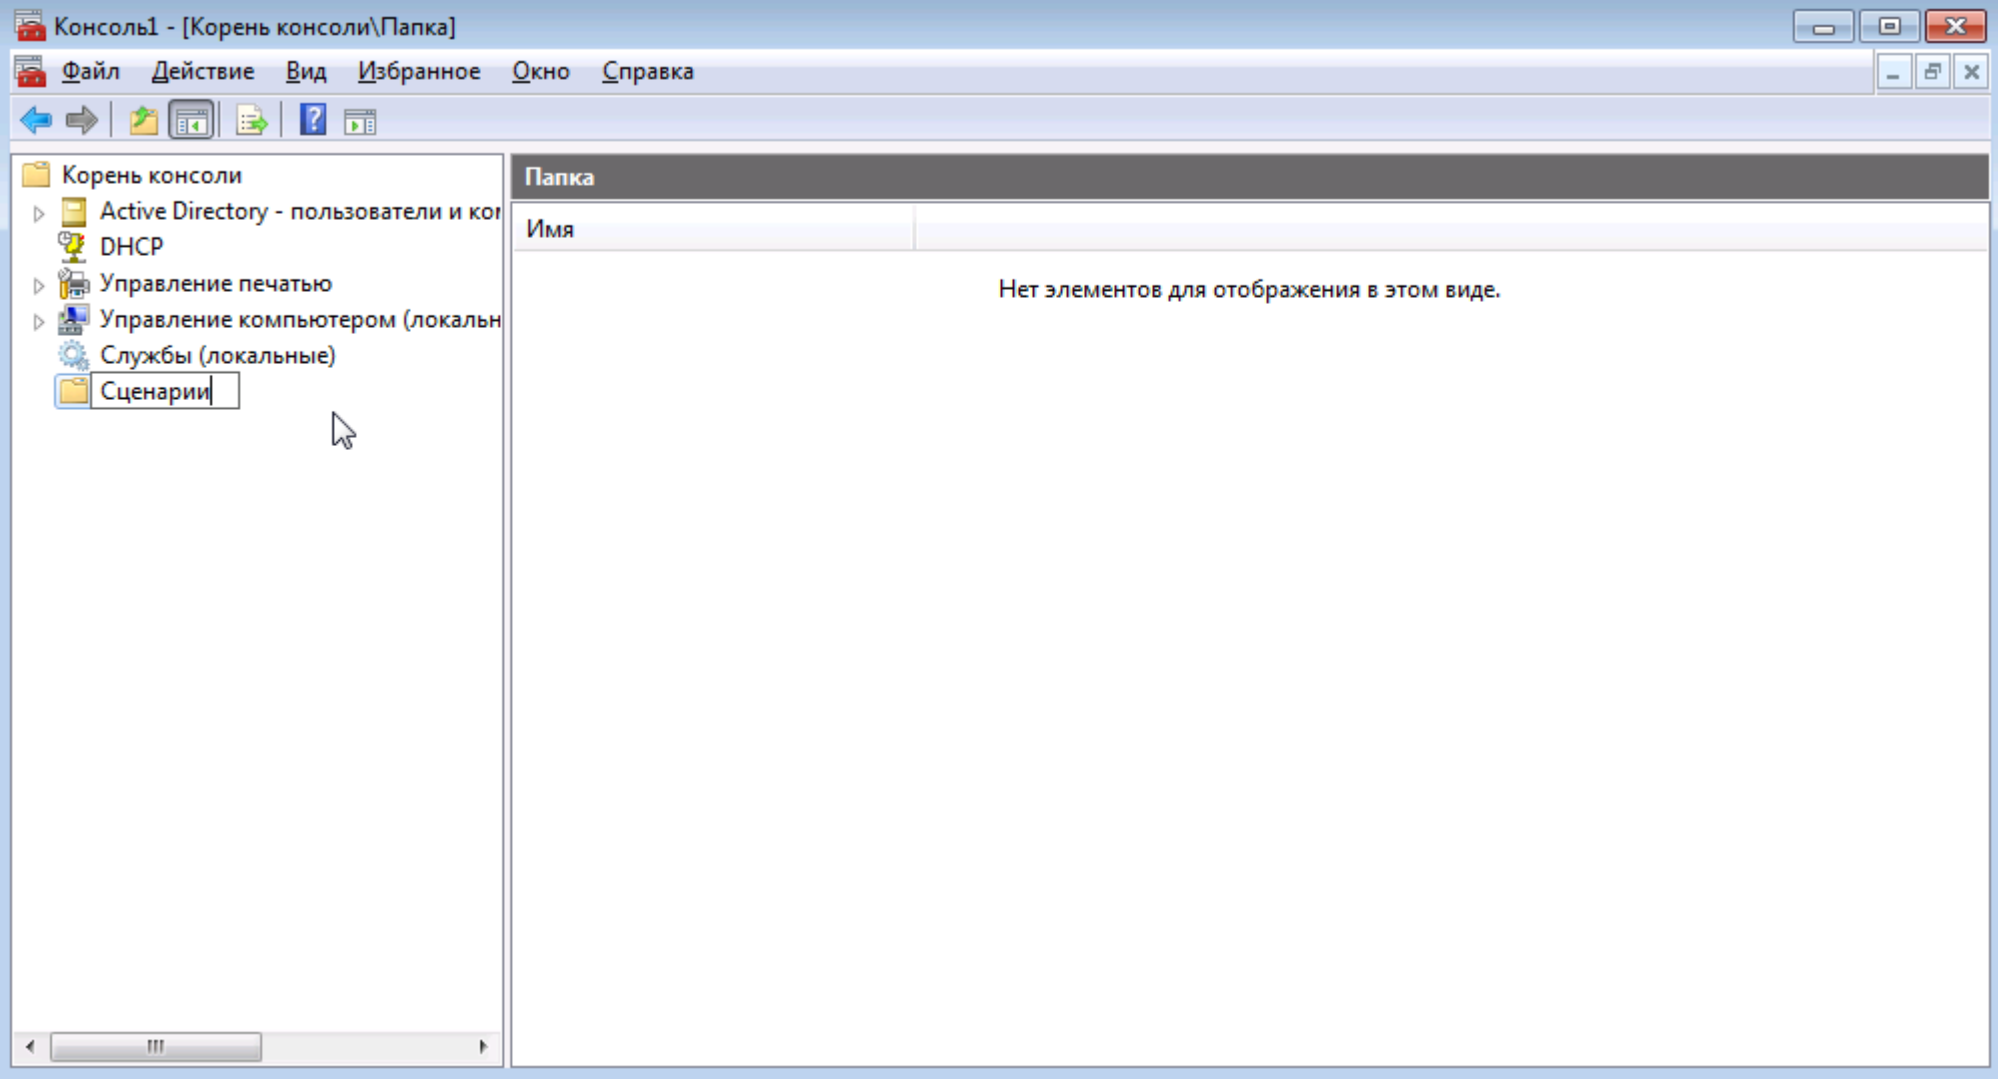 Консоль1 - [Корень консоли\Папка]
Файл Действие Вид Избранное Окно Справка
Корень консоли
Active Directory - пользователи и ко
DHCP
Управление печатью
Управление компьютером (локальн
Службы (локальные)
Сценарии
Папка
Имя
Нет элементов для отображения в этом виде.